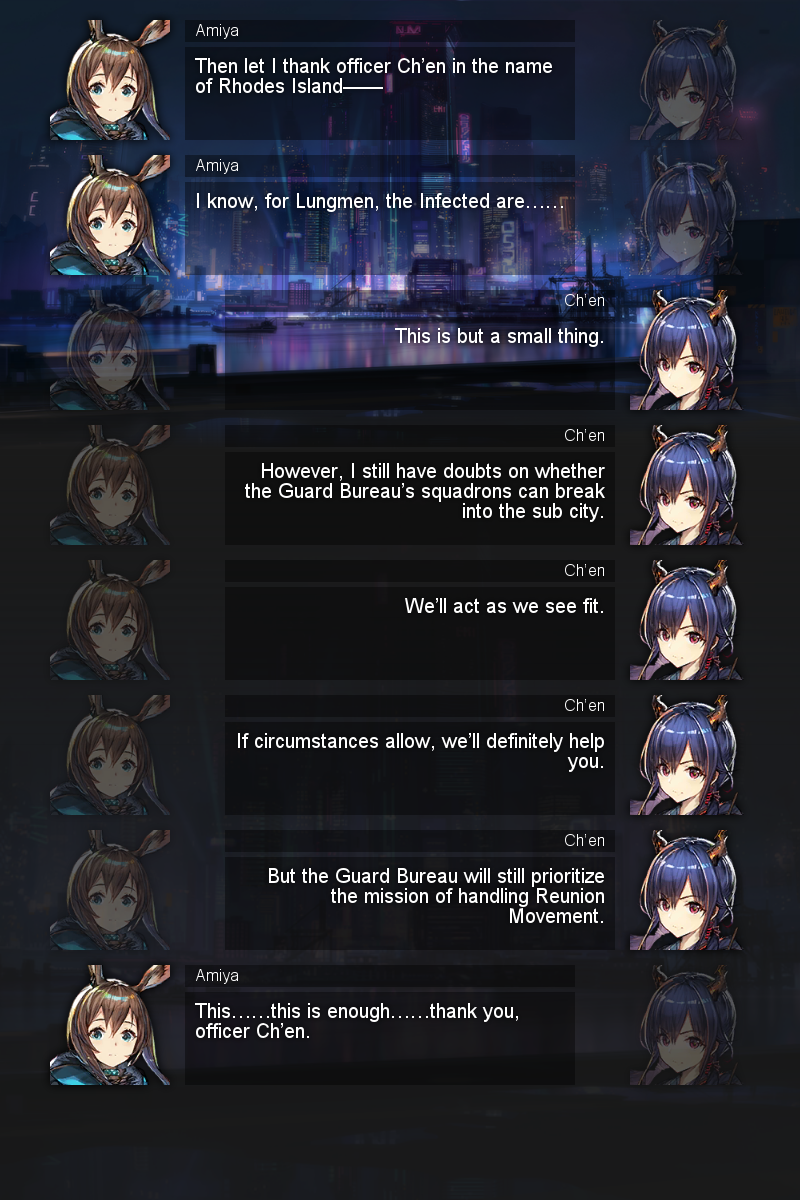 Amiya
Then let I thank officer Ch'en in the name
of Rhodes Island——
Amiya
I know, for Lungmen, the Infected are……
Ch'en
This is but a small thing.
Ch'en
However, I still have doubts on whether
the Guard Bureau's squadrons can break
into the sub city.
Ch'en
We'll act as we see fit.
Ch'en
If circumstances allow, we'll definitely help
you.
Ch'en
But the Guard Bureau will still prioritize
the mission of handling Reunion
Movement.
Amiya
This……this is enough……thank you,
officer Ch'en.